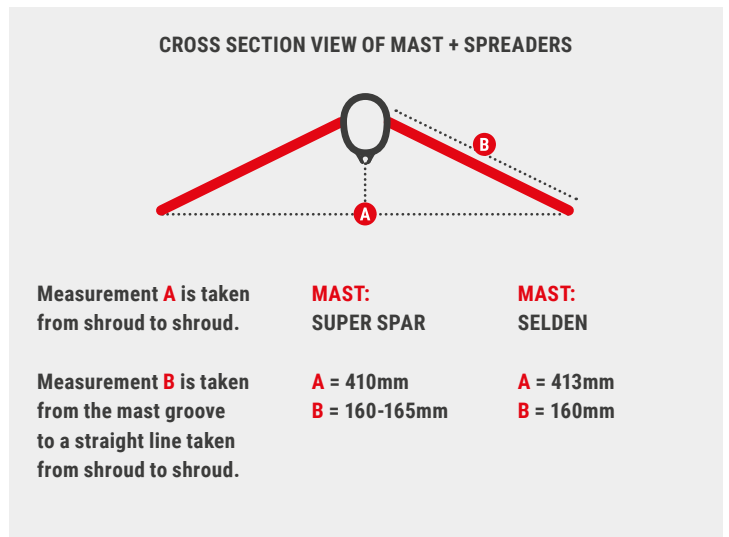 CROSS SECTION VIEW OF MAST + SPREADERS
B
A
Measurement A is taken
from shroud to shroud.
Measurement B is taken
from the mast groove
to a straight line taken
from shroud to shroud.
MAST:
SUPER SPAR
A = 410mm
B = 160-165mm
MAST:
SELDEN
A = 413mm
B = 160mm